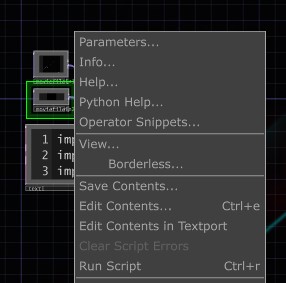 Parameters...
Info...
Help...
Python Help...
Operator Snippets...
View...
Borderless...
Save Contents...
Edit Contents... Ctrl+e
Edit Contents in Textport
Clear Script Errors
Run Script Ctrl+r
1 imp
2 imp
3 imp
text1